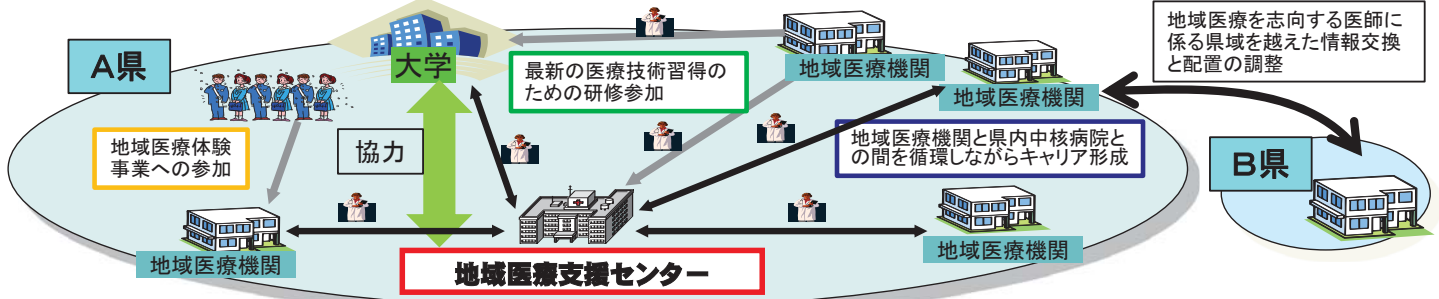 A県
大学
最新の医療技術習得の
ための研修参加
地域医療機関
地域医療機関
地域医療を志向する医師に
係る県域を越えた情報交換
と配置の調整
地域医療体験
事業への参加
協力
地域医療機関と県内中核病院と
の間を循環しながらキャリア形成
B県
地域医療機関
地域医療支援センター
地域医療機関